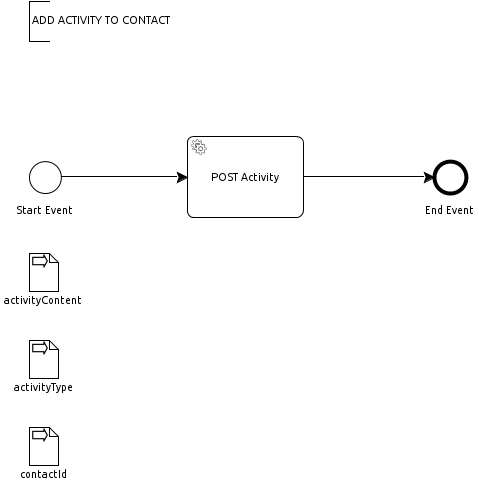 ADD ACTIVITY TO CONTACT
POST Activity
Start Event
End Event
activityContent
activityType
contactId